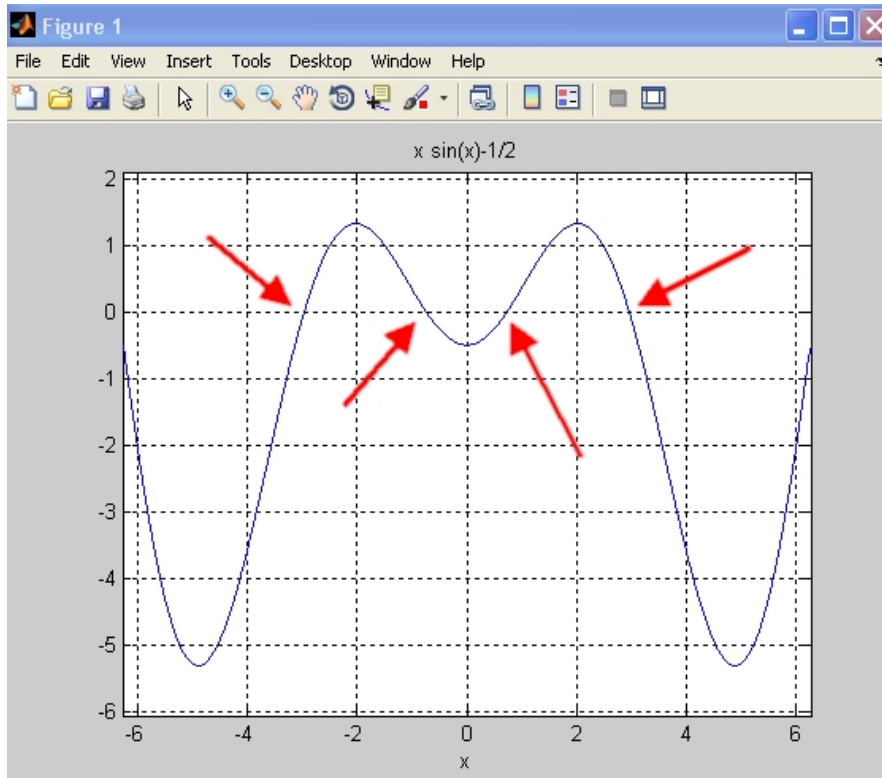 Figure 1
File Edit View Insert Tools Desktop Window Help
x sin(x)-1/2
2
1
0
-1
-2
-3
-4
-5
-6
-6 -4 -2 0 2 4 6
x